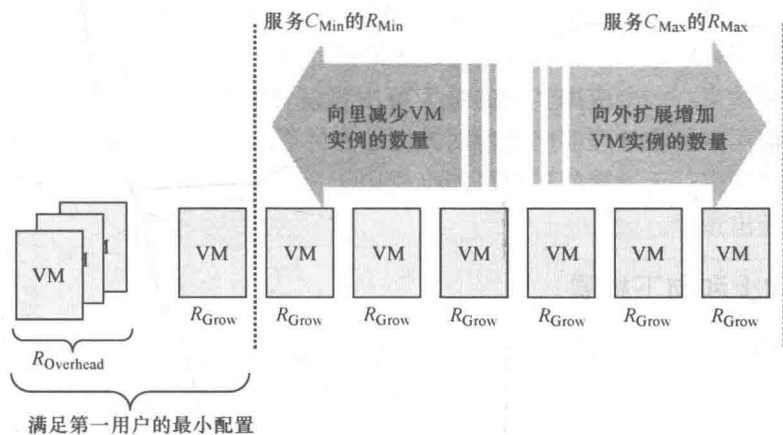 服务C_Min的R_Min
服务C_Max的R_Max
向里减少VM
实例的数量
向外扩展增加
VM实例的数量
VM
M
M
VM
VM
VM
VM
VM
VM
VM
R_Grow
R_Grow
R_Grow
R_Grow
R_Grow
R_Grow
R_Grow
R_Overhead
满足第一用户的最小配置